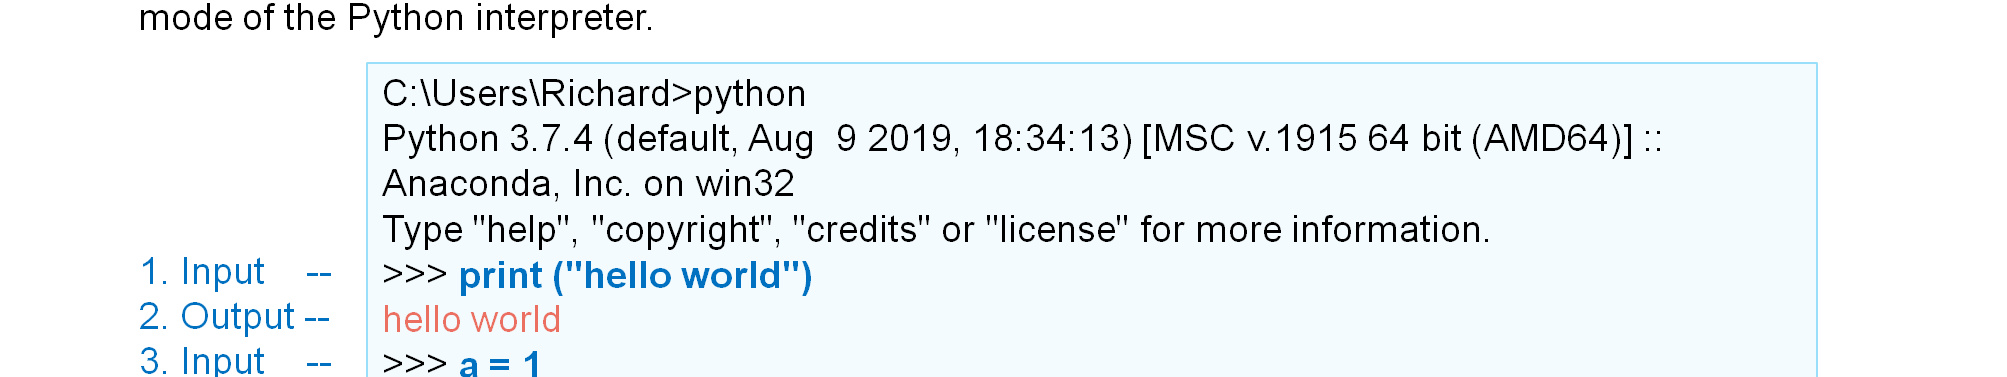 mode of the Python interpreter.
C:\Users\Richard>python
Python 3.7.4 (default, Aug  9 2019, 18:34:13) [MSC v.1915 64 bit (AMD64)] ::
Anaconda, Inc. on win32
Type "help", "copyright", "credits" or "license" for more information.
1. Input -- >>> print ("hello world")
2. Output -- hello world
3. Input -- >>> a = 1